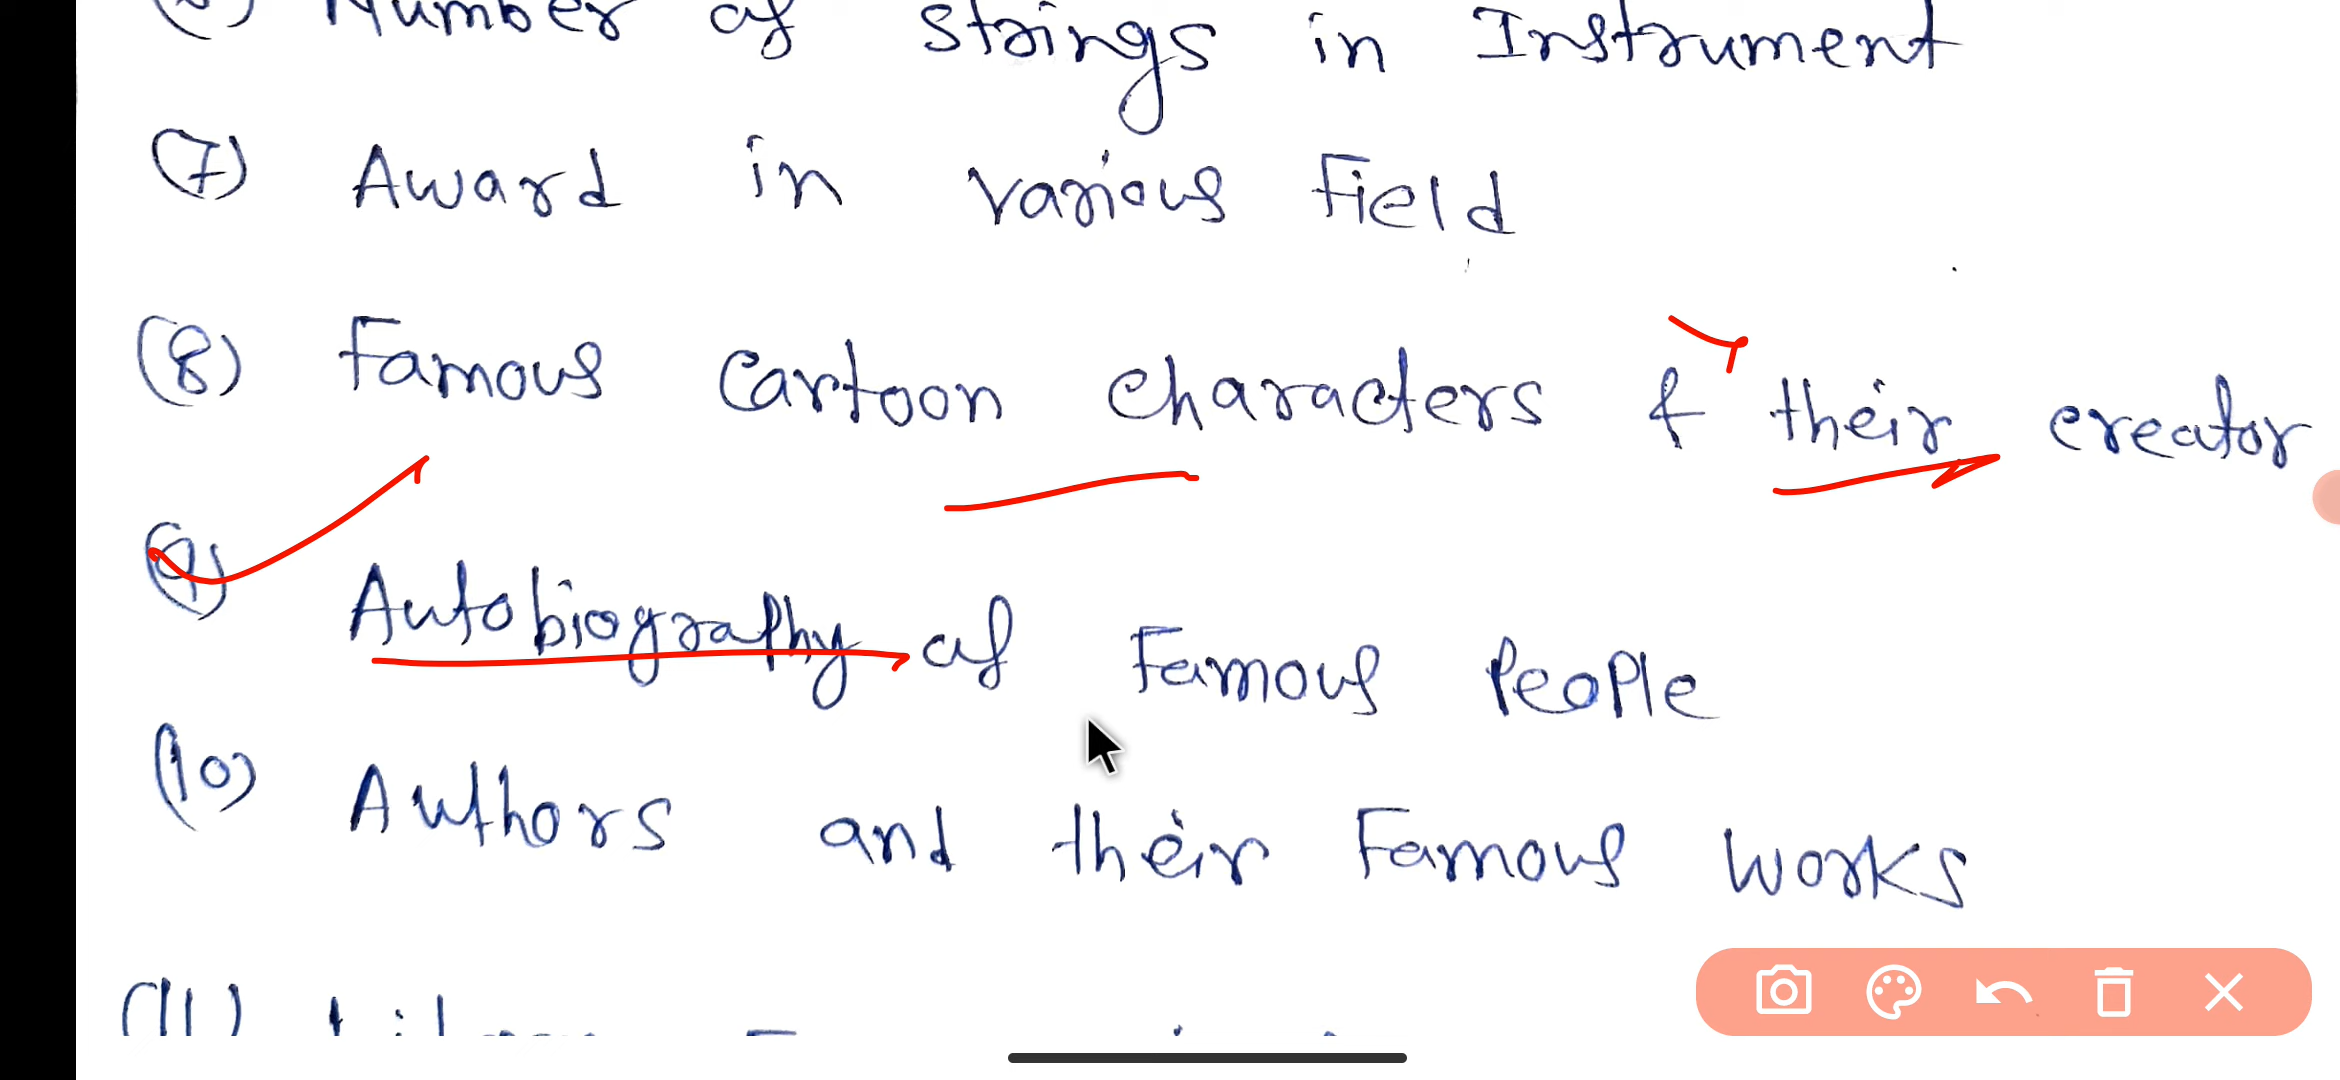 Number of strings in Instrument
(7) Award in various Field
(8) Famous Cartoon characters & their creator
(9) Autobiography of Famous People
(10) Authors and their Famous works
(11)